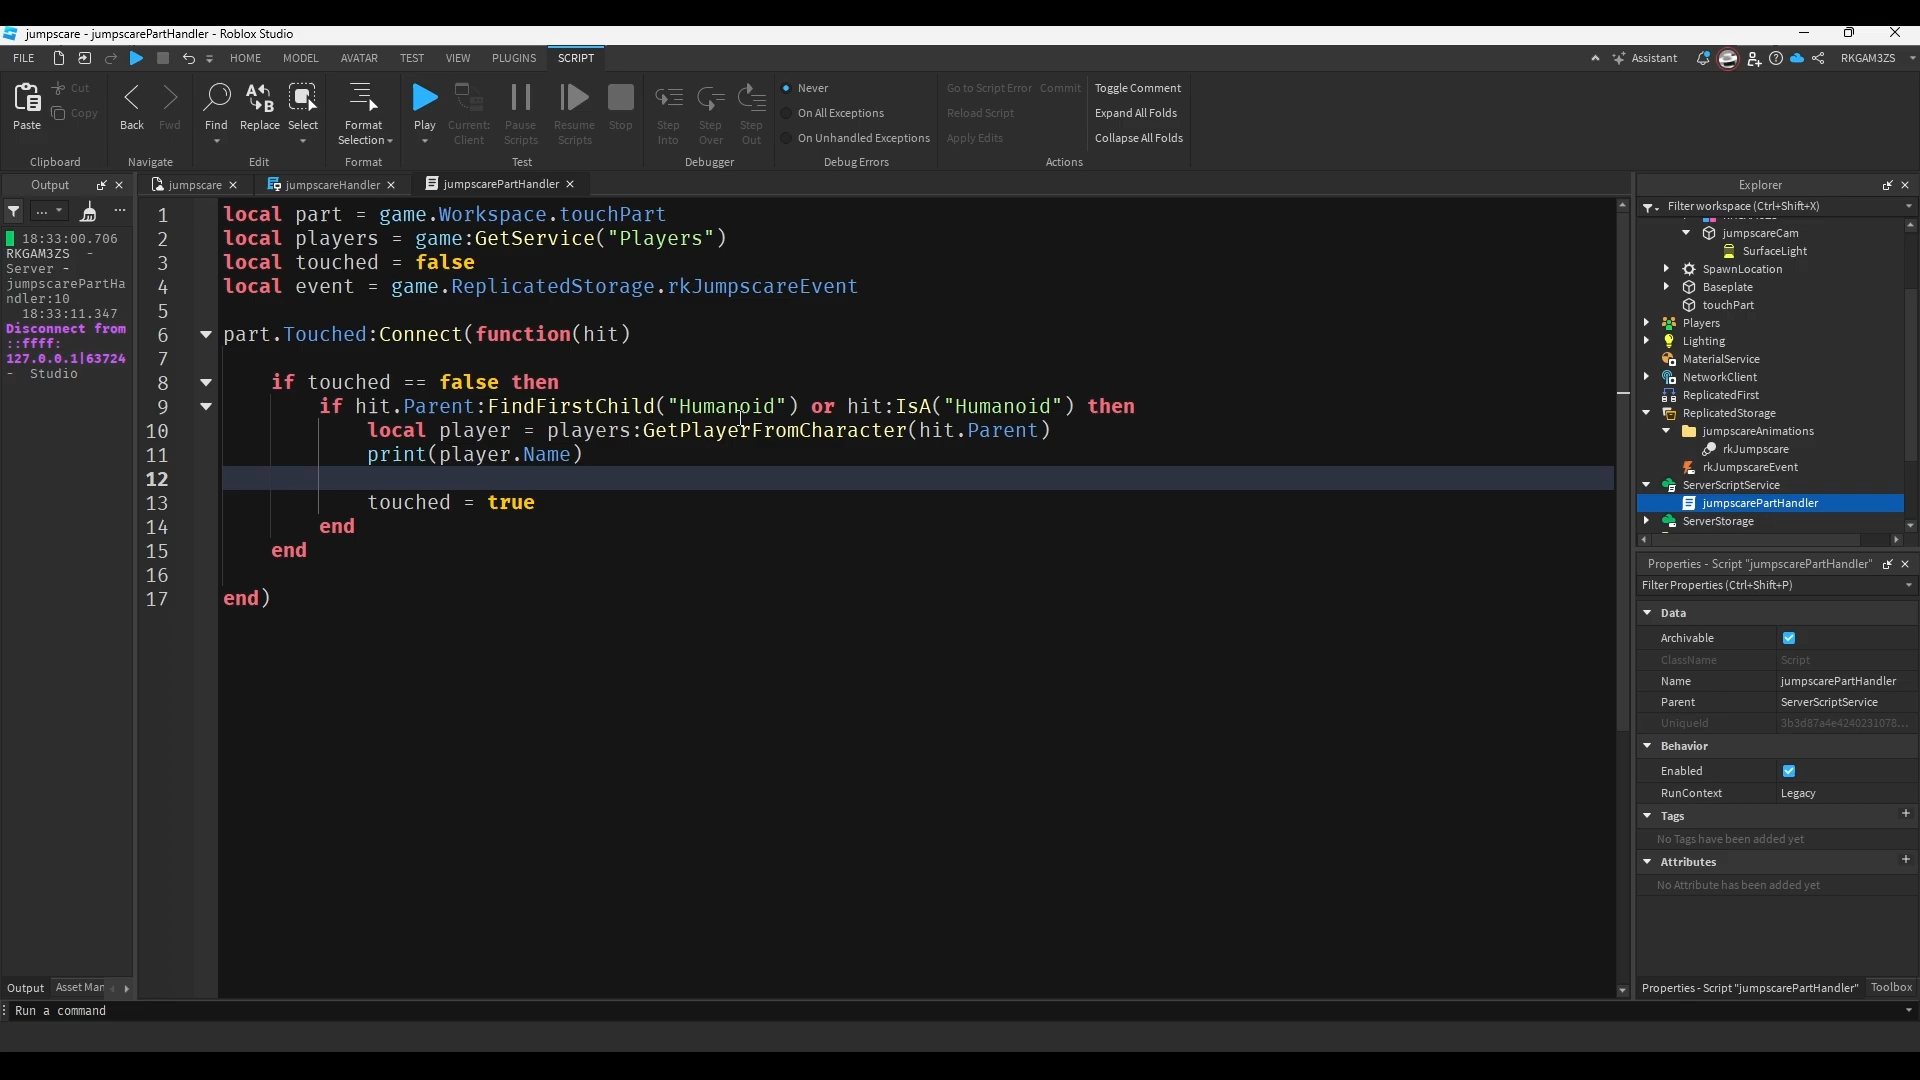 jumpscare - jumpscarePartHandler - Roblox Studio
FILE HOME MODEL AVATAR TEST VIEW PLUGINS SCRIPT Assistant RKGAM3ZS
Paste Cut Copy Back Fwd Find Replace Select Format Selection Play Current: Client Pause Scripts Resume Scripts Stop Step Into Step Over Step Out
Never
On All Exceptions
On Unhandled Exceptions
Go to Script Error Commit Toggle Comment
Reload Script Expand All Folds
Apply Edits Collapse All Folds
Clipboard Navigate Edit Format Test Debugger Debug Errors Actions
Output
...
18:33:00.706
RKGAM3ZS -
Server -
jumpscarePartHa
ndler:10
18:33:11.347
Disconnect from
::ffff:
127.0.0.1|63724
- Studio
Output Asset Man
jumpscare jumpscareHandler jumpscarePartHandler
1 local part = game.Workspace.touchPart
2 local players = game:GetService("Players")
3 local touched = false
4 local event = game.ReplicatedStorage.rkJumpscareEvent
5
6 part.Touched:Connect(function(hit)
7
8 if touched == false then
9 if hit.Parent:FindFirstChild("Humanoid") or hit:IsA("Humanoid") then
10 local player = players:GetPlayerFromCharacter(hit.Parent)
11 print(player.Name)
12
13 touched = true
14 end
15 end
16
17 end)
Explorer
Filter workspace (Ctrl+Shift+X)
jumpscareCam
SurfaceLight
SpawnLocation
Baseplate
touchPart
Players
Lighting
MaterialService
NetworkClient
ReplicatedFirst
ReplicatedStorage
jumpscareAnimations
rkJumpscare
rkJumpscareEvent
ServerScriptService
jumpscarePartHandler
ServerStorage
Properties - Script "jumpscarePartHandler"
Filter Properties (Ctrl+Shift+P)
Data
Archivable
ClassName Script
Name jumpscarePartHandler
Parent ServerScriptService
UniqueId 3b3d87a4e4240231078...
Behavior
Enabled
RunContext Legacy
Tags
No Tags have been added yet
Attributes
No Attribute has been added yet
Properties - Script "jumpscarePartHandler" Toolbox
Run a command